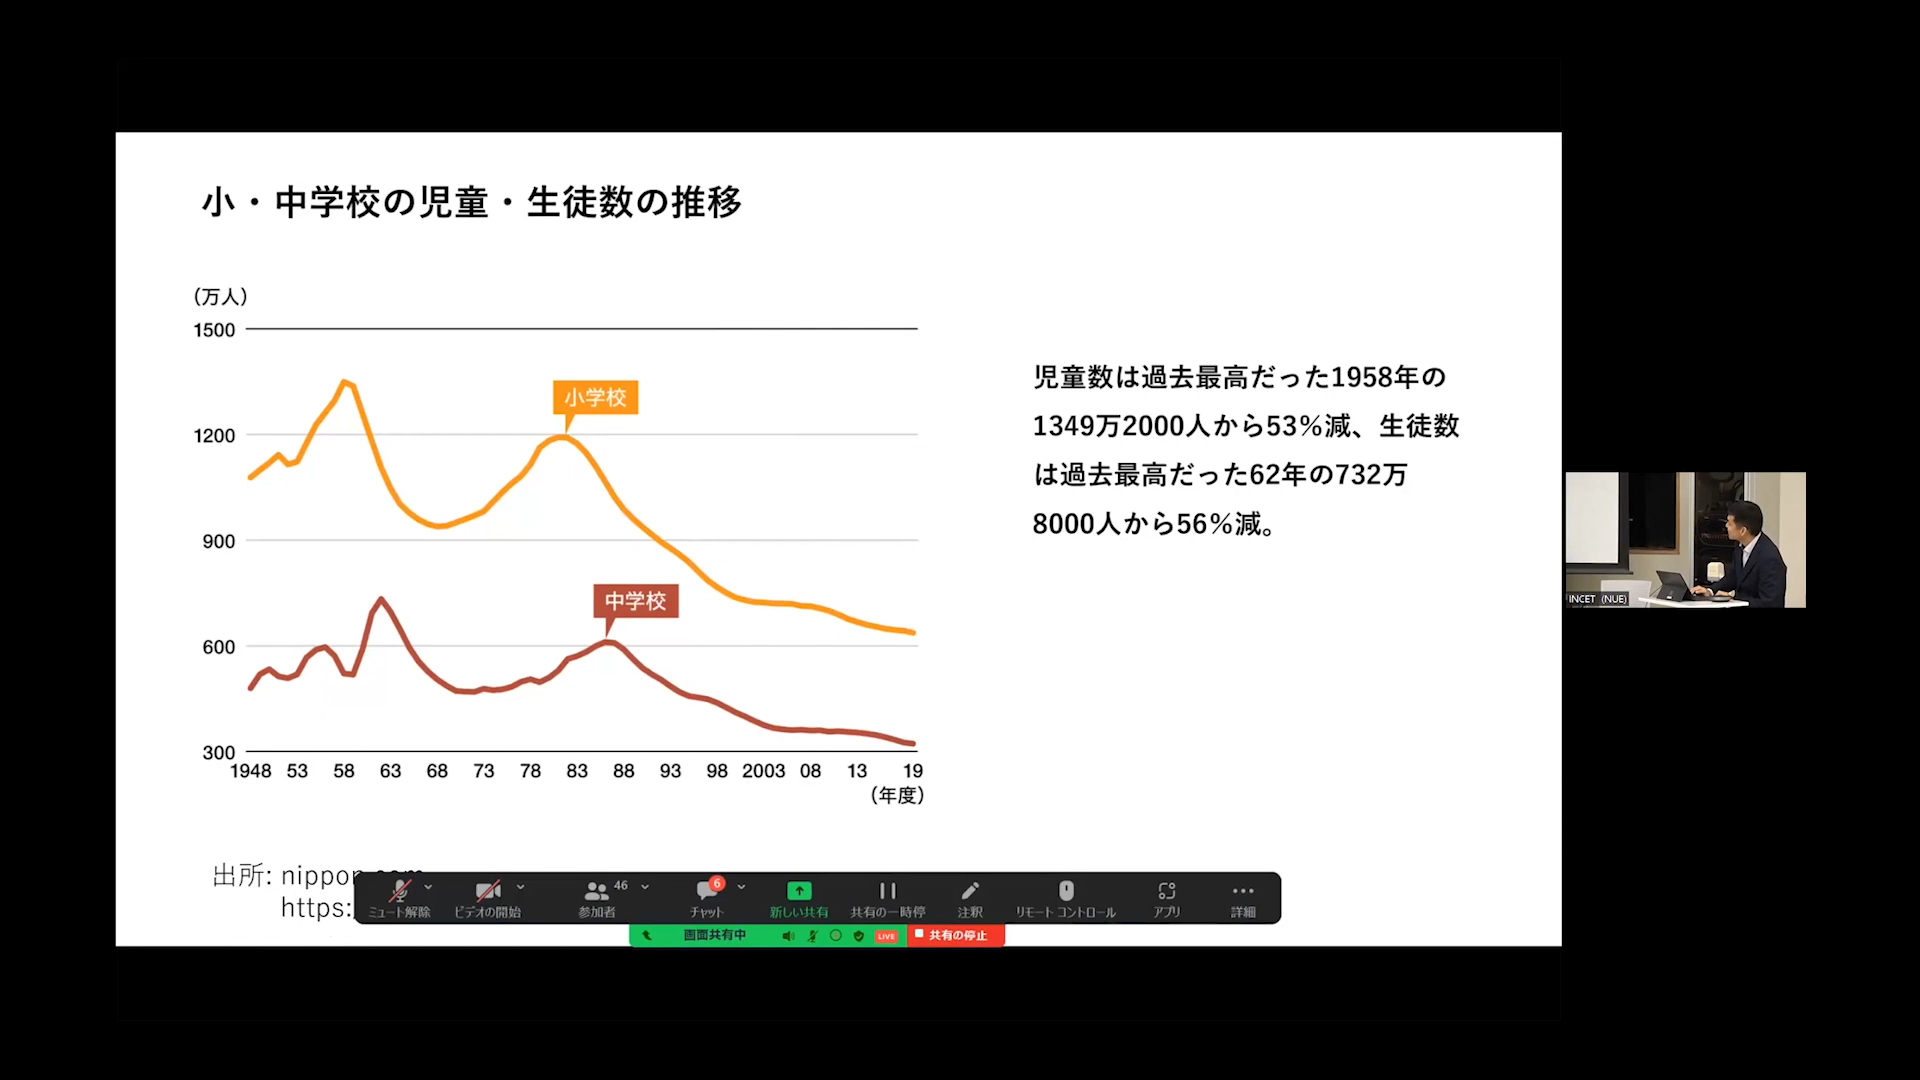 小・中学校の児童・生徒数の推移
（万人）
1500
1200
900
600
300
小学校
中学校
1948 53 58 63 68 73 78 83 88 93 98 2003 08 13 19
（年度）
児童数は過去最高だった1958年の
1349万2000人から53%減、生徒数
は過去最高だった62年の732万
8000人から56%減。
出所: nippon
https:
INCET (NUE)
ミュート解除 ビデオの開始 参加者 46 チャット 6 新しい共有 共有の一時停 注釈 リモート コントロール アプリ 詳細
画面共有中 LIVE 共有の停止